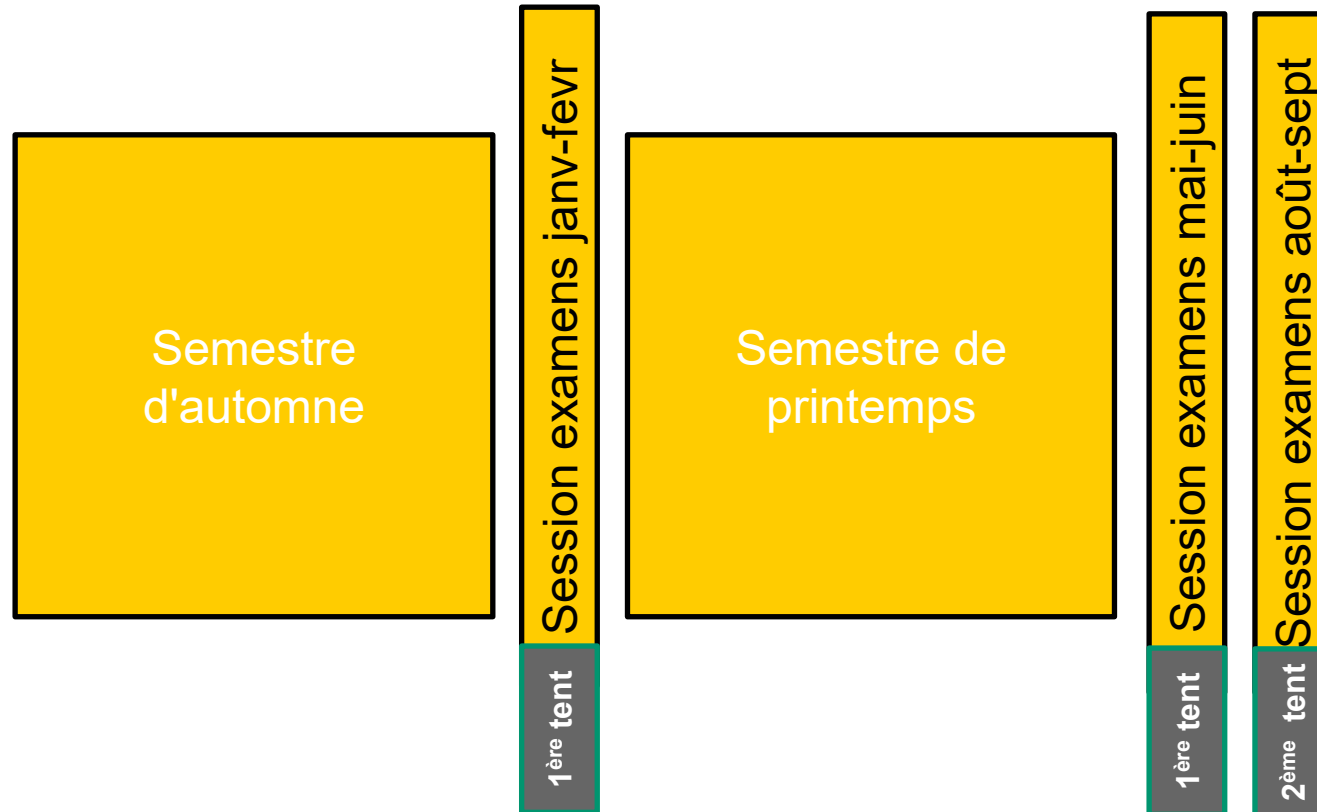 Semestre
d'automne
Session examens janv-fevr
1ère tent
Semestre de
printemps
Session examens mai-juin
1ère tent
Session examens août-sept
2ème tent